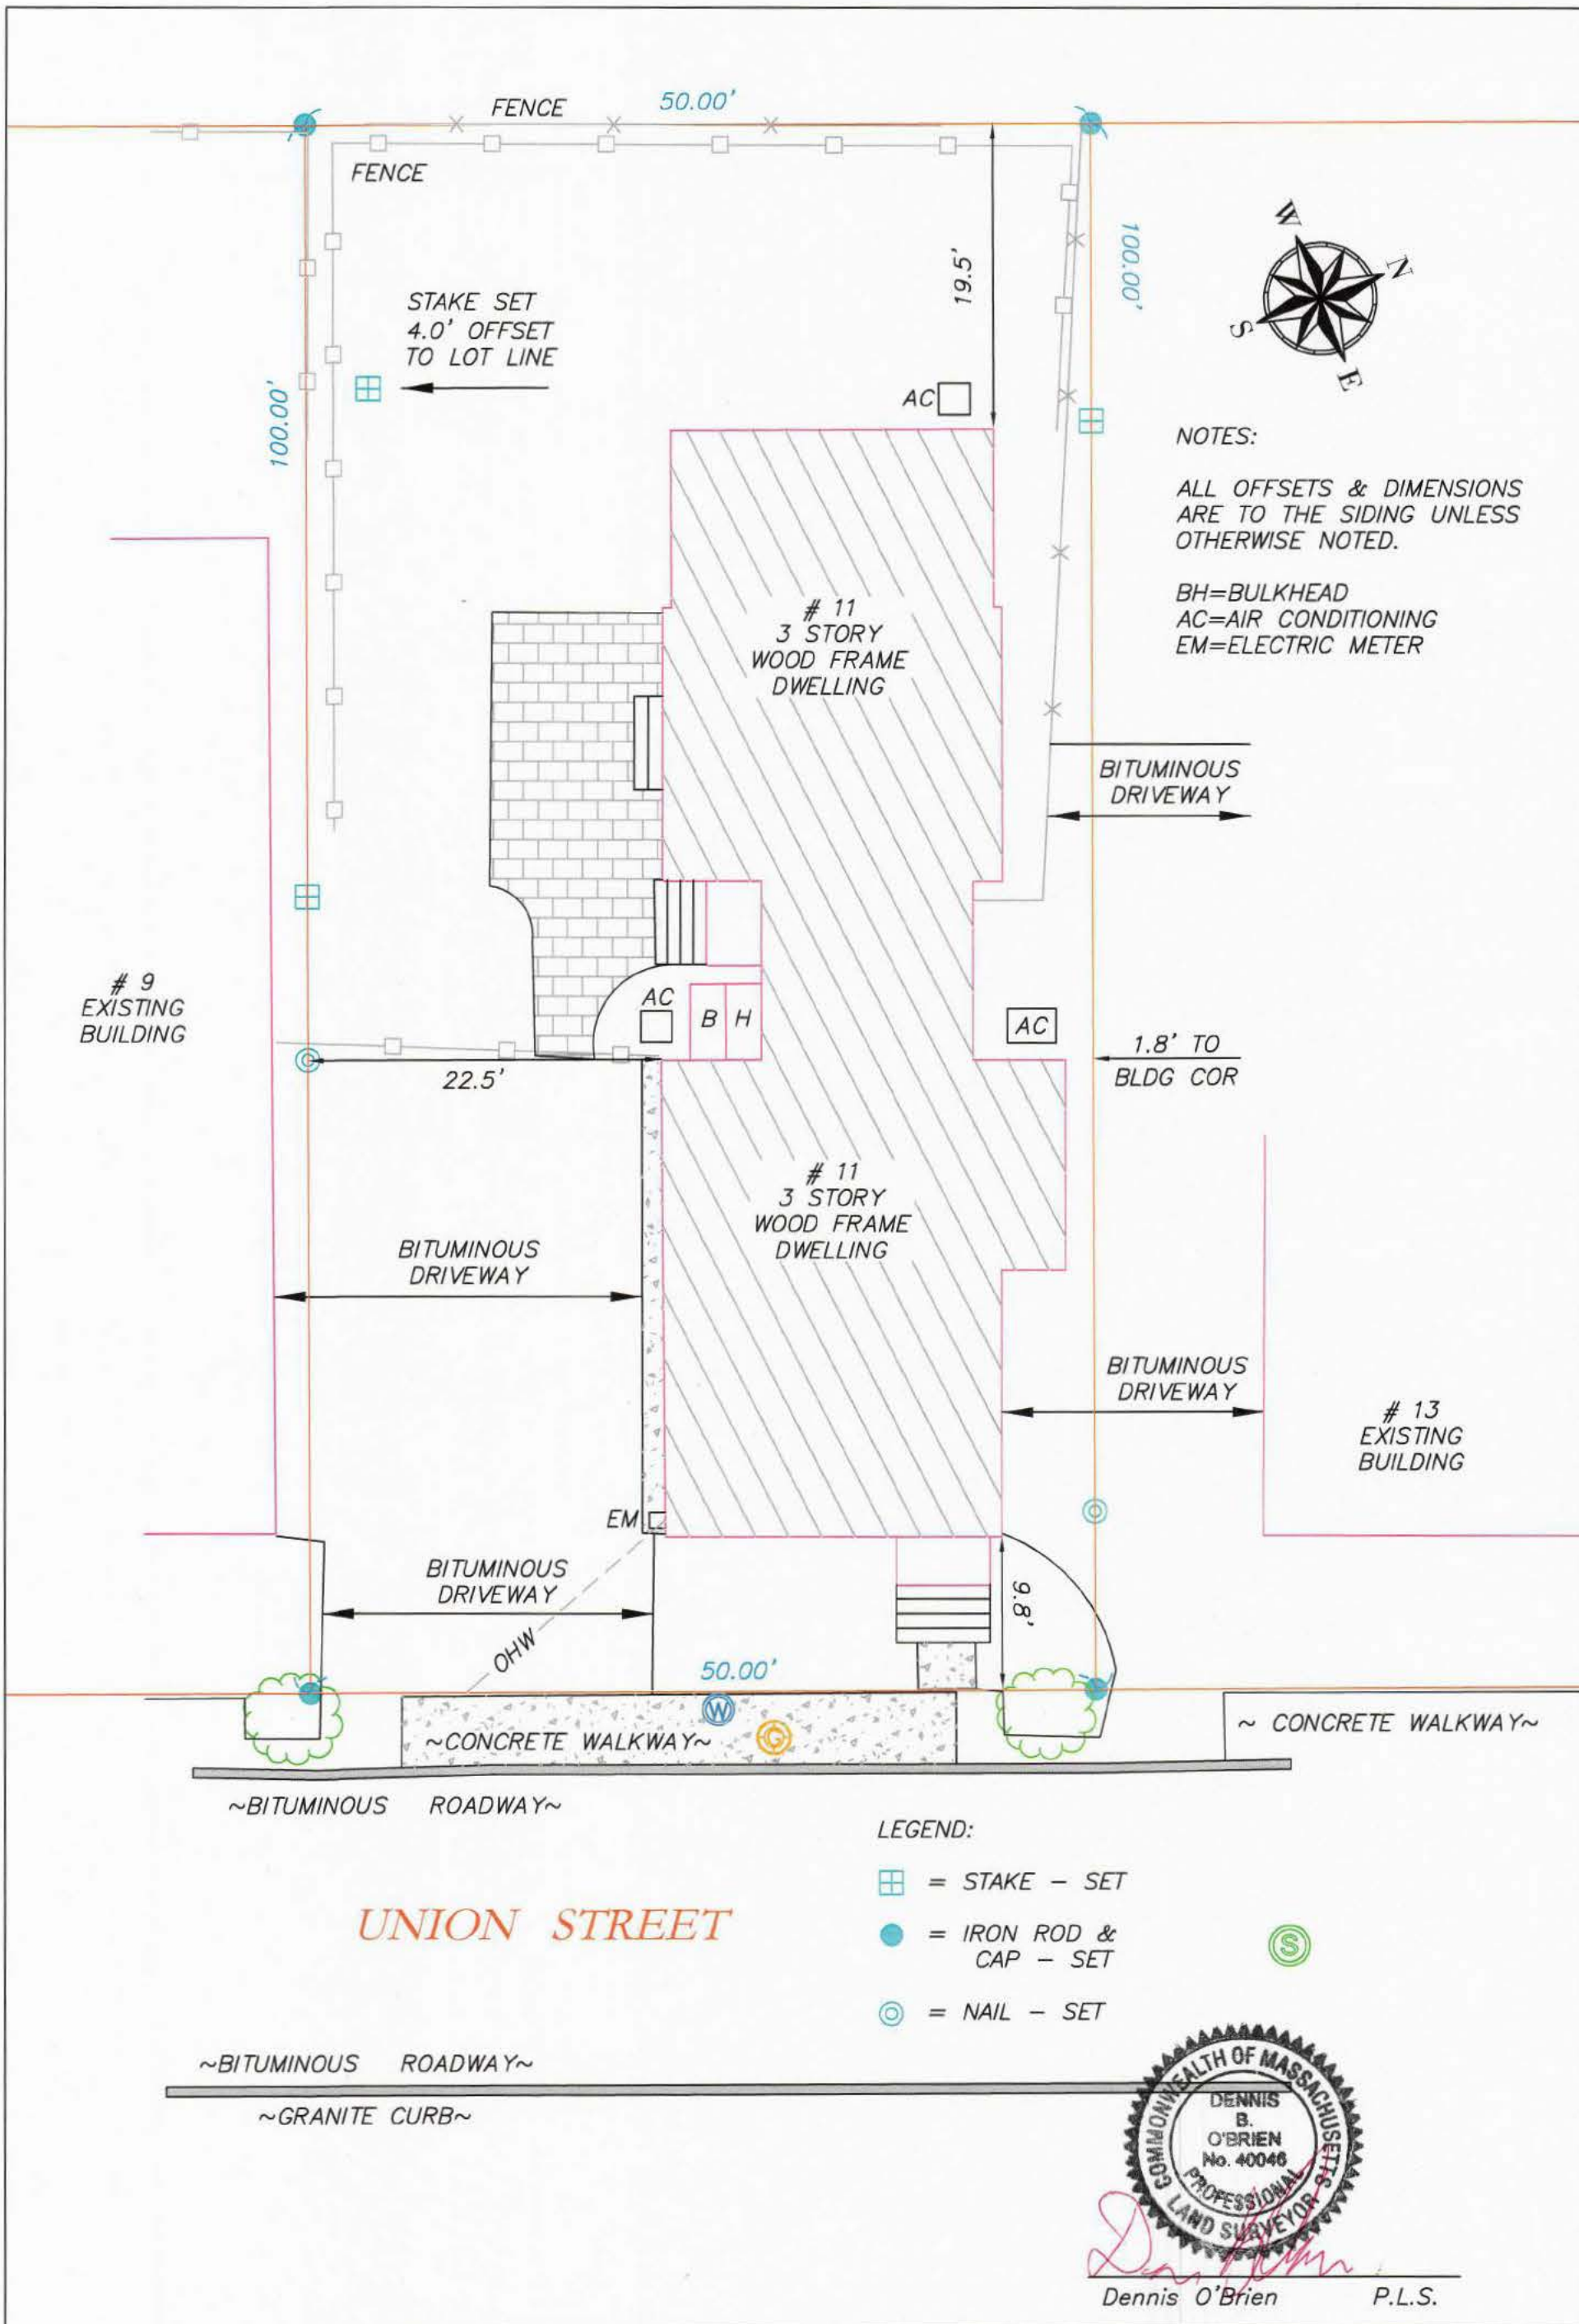 FENCE
50.00'
FENCE
19.5'
100.00'
W
N
S
E
STAKE SET
4.0' OFFSET
TO LOT LINE
100.00'
AC
NOTES:
ALL OFFSETS & DIMENSIONS
ARE TO THE SIDING UNLESS
OTHERWISE NOTED.
BH=BULKHEAD
AC=AIR CONDITIONING
EM=ELECTRIC METER
# 11
3 STORY
WOOD FRAME
DWELLING
BITUMINOUS
DRIVEWAY
# 9
EXISTING
BUILDING
AC
B H
AC
1.8' TO
BLDG COR
22.5'
# 11
3 STORY
WOOD FRAME
DWELLING
BITUMINOUS
DRIVEWAY
BITUMINOUS
DRIVEWAY
# 13
EXISTING
BUILDING
EM
BITUMINOUS
DRIVEWAY
OHW
9.8'
50.00'
W
G
~CONCRETE WALKWAY~
~ CONCRETE WALKWAY~
~BITUMINOUS ROADWAY~
UNION STREET
LEGEND:
= STAKE - SET
= IRON ROD &
CAP - SET
= NAIL - SET
S
~BITUMINOUS ROADWAY~
~GRANITE CURB~
COMMONWEALTH OF MASSACHUSETTS
DENNIS
B.
O'BRIEN
No. 40046
PROFESSIONAL
LAND SURVEYOR
Dennis O'Brien P.L.S.